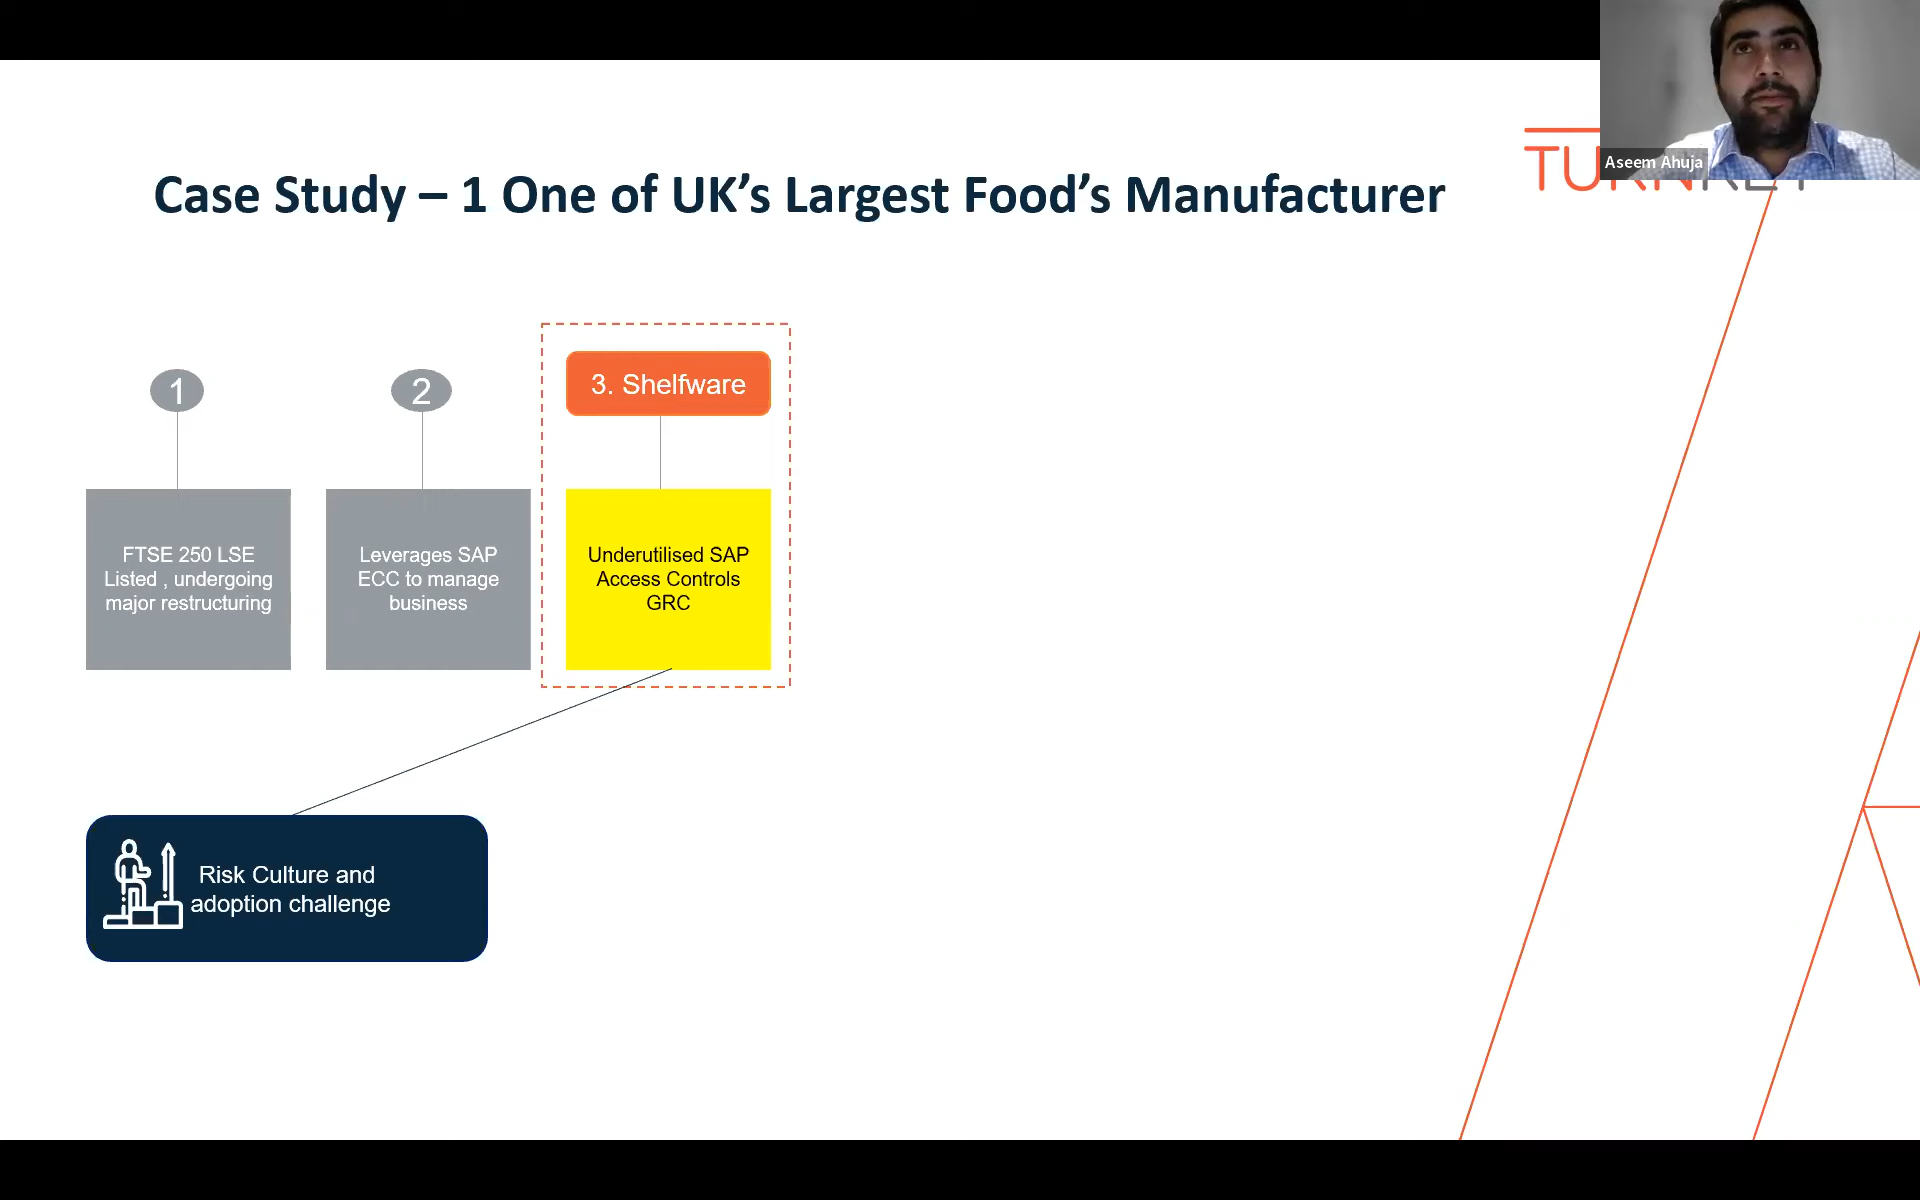 Case Study – 1 One of UK’s Largest Food’s Manufacturer
Aseem Ahuja
1
2
3. Shelfware
FTSE 250 LSE
Listed , undergoing
major restructuring
Leverages SAP
ECC to manage
business
Underutilised SAP
Access Controls
GRC
Risk Culture and
adoption challenge